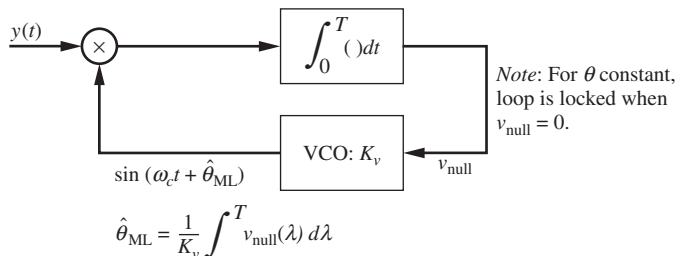 y(t)
×
∫_0^T ( )dt
Note: For θ constant,
loop is locked when
v_null = 0.
VCO: K_v
v_null
sin (ω_c t + θ̂_ML)
θ̂_ML = 1/K_v ∫^T v_null(λ) dλ